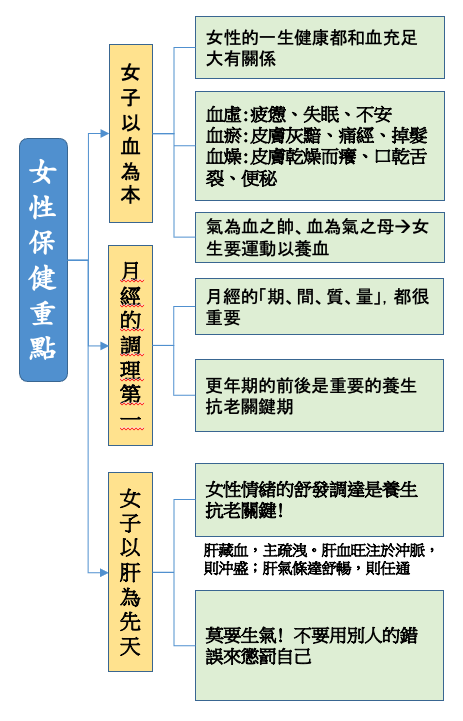 女性保健重點
女子以血為本
女性的一生健康都和血充足
大有關係
血虛:疲憊、失眠、不安
血瘀:皮膚灰黯、痛經、掉髮
血燥:皮膚乾燥而癢、口乾舌
裂、便秘
氣為血之帥、血為氣之母→女
生要運動以養血
月經的調理第一
月經的「期、間、質、量」,都很
重要
更年期的前後是重要的養生
抗老關鍵期
女子以肝為先天
女性情緒的舒發調達是養生
抗老關鍵!
肝藏血，主疏洩。肝血旺注於沖脈，
則沖盛；肝氣條達舒暢，則任通
莫要生氣! 不要用別人的錯
誤來懲罰自己